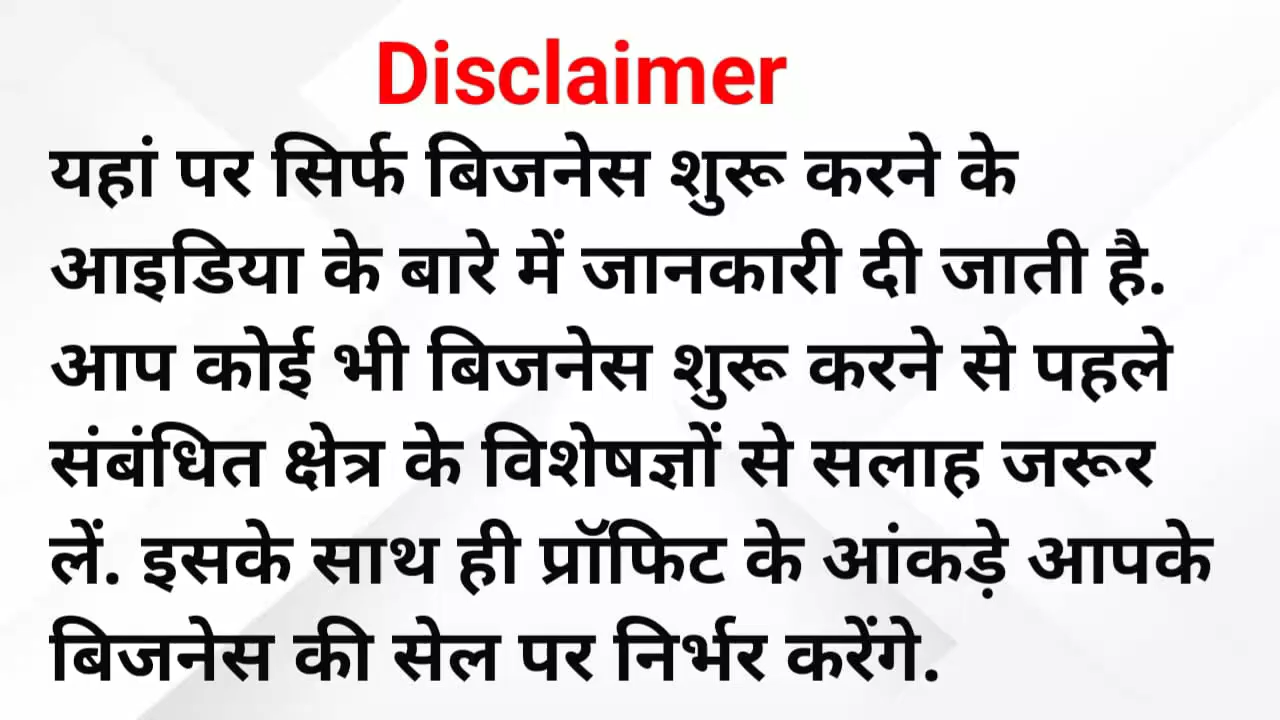 Disclaimer
यहां पर सिर्फ बिजनेस शुरू करने के
आइडिया के बारे में जानकारी दी जाती है.
आप कोई भी बिजनेस शुरू करने से पहले
संबंधित क्षेत्र के विशेषज्ञों से सलाह जरूर
लें. इसके साथ ही प्रॉफिट के आंकड़े आपके
बिजनेस की सेल पर निर्भर करेंगे.